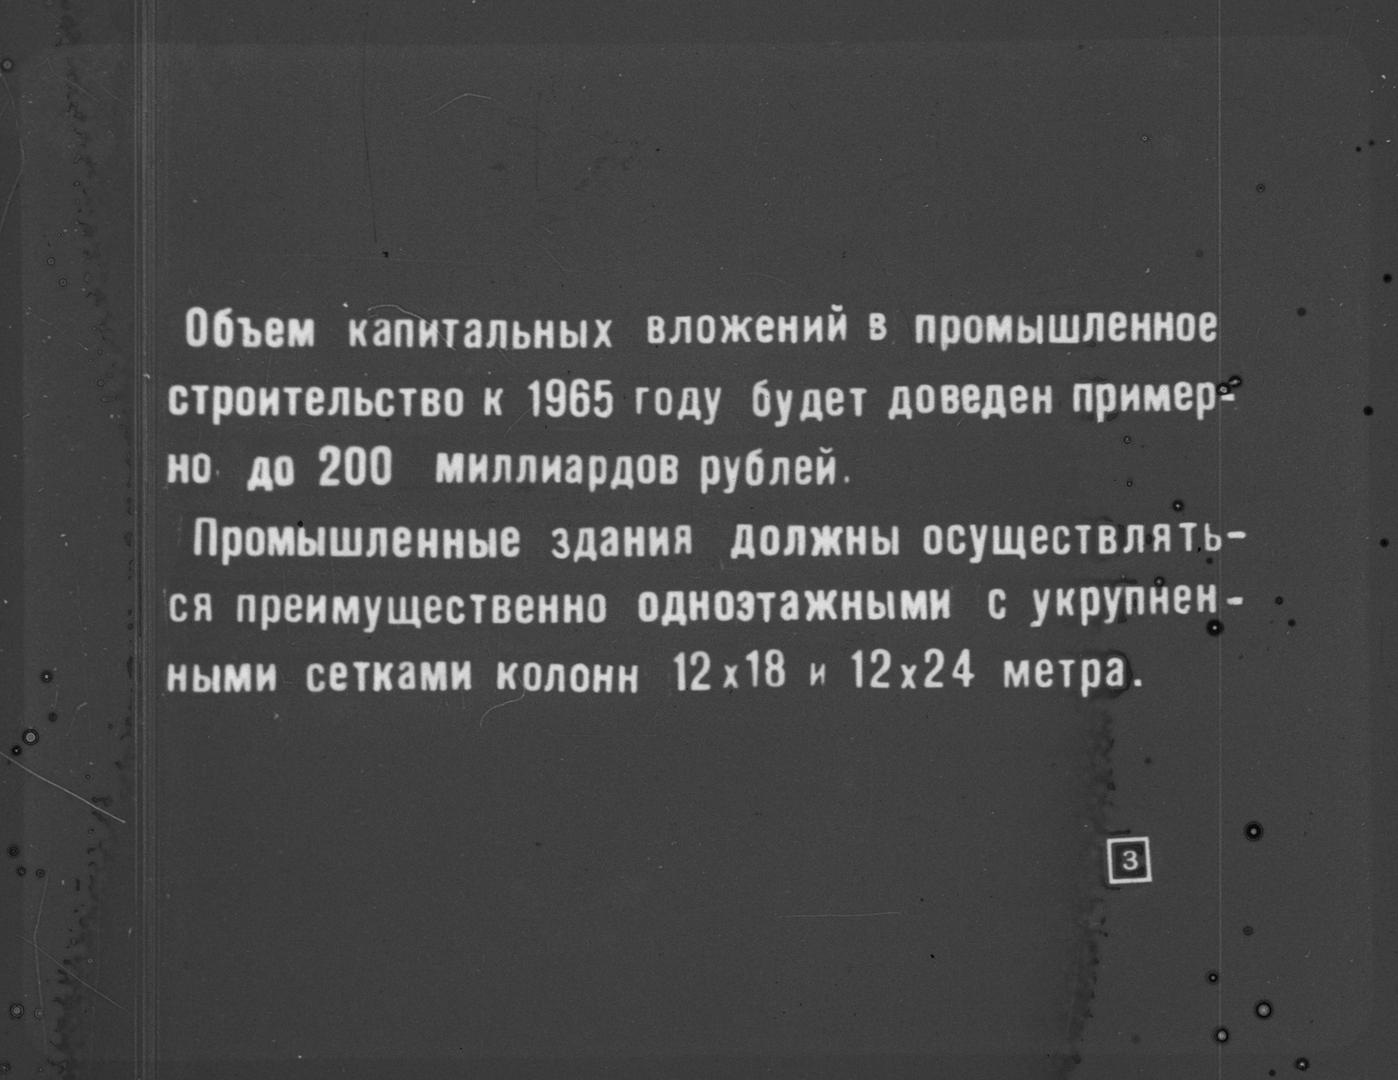 Объем капитальных вложений в промышленное
строительство к 1965 году будет доведен пример-
но до 200 миллиардов рублей.
Промышленные здания должны осуществлять-
ся преимущественно одноэтажными с укрупнен-
ными сетками колонн 12х18 и 12х24 метра.
3